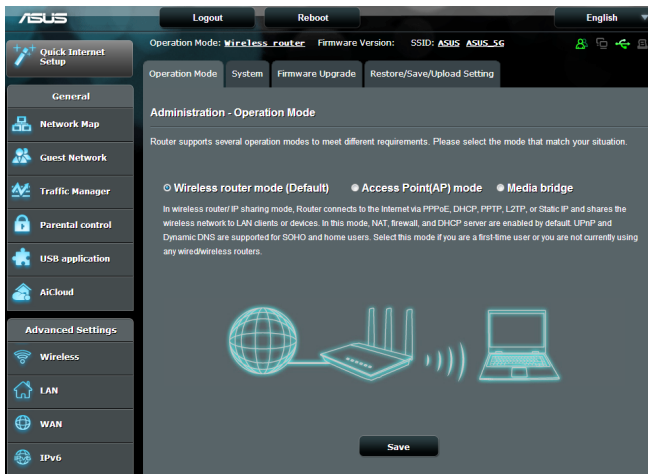 ASUS
Logout
Reboot
English
Quick Internet
Setup
Operation Mode: Wireless router Firmware Version: SSID: ASUS ASUS_5G
Operation Mode
System
Firmware Upgrade
Restore/Save/Upload Setting
General
Network Map
Guest Network
Traffic Manager
Parental control
USB application
AiCloud
Advanced Settings
Wireless
LAN
WAN
IPv6
Administration - Operation Mode
Router supports several operation modes to meet different requirements. Please select the mode that match your situation.
Wireless router mode (Default)
Access Point(AP) mode
Media bridge
In wireless router/ IP sharing mode, Router connects to the Internet via PPPoE, DHCP, PPTP, L2TP, or Static IP and shares the
wireless network to LAN clients or devices. In this mode, NAT, firewall, and DHCP server are enabled by default. UPnP and
Dynamic DNS are supported for SOHO and home users. Select this mode if you are a first-time user or you are not currently using
any wired/wireless routers.
Save